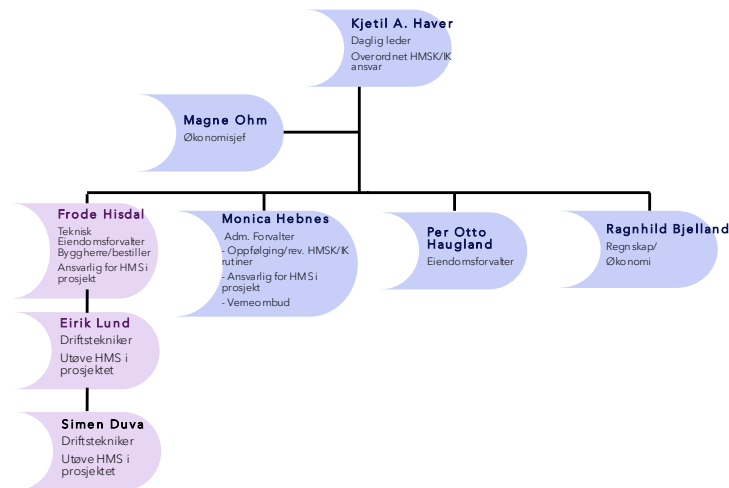 Kjetil A. Haver
Daglig leder
Overordnet HMSK/IK
ansvar
Magne Ohm
Økonomisjef
Frode Hisdal
Teknisk
Eiendomsforvalter
Byggherre/bestiller
Ansvarlig for HMS i
prosjekt
Monica Hebnes
Adm. Forvalter
- Oppfølging/rev. HMSK/IK
rutiner
- Ansvarlig for HMS i
prosjekt
- Verneombud
Per Otto
Haugland
Eiendomsforvalter
Ragnhild Bjelland
Regnskap/
Økonomi
Eirik Lund
Driftstekniker
Utøve HMS i
prosjektet
Simen Duva
Driftstekniker
Utøve HMS i
prosjektet